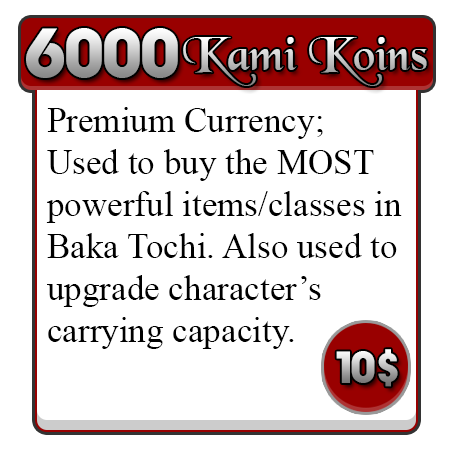 6000 Kami Koins
Premium Currency;
Used to buy the MOST
powerful items/classes in
Baka Tochi. Also used to
upgrade character’s
carrying capacity.
10$